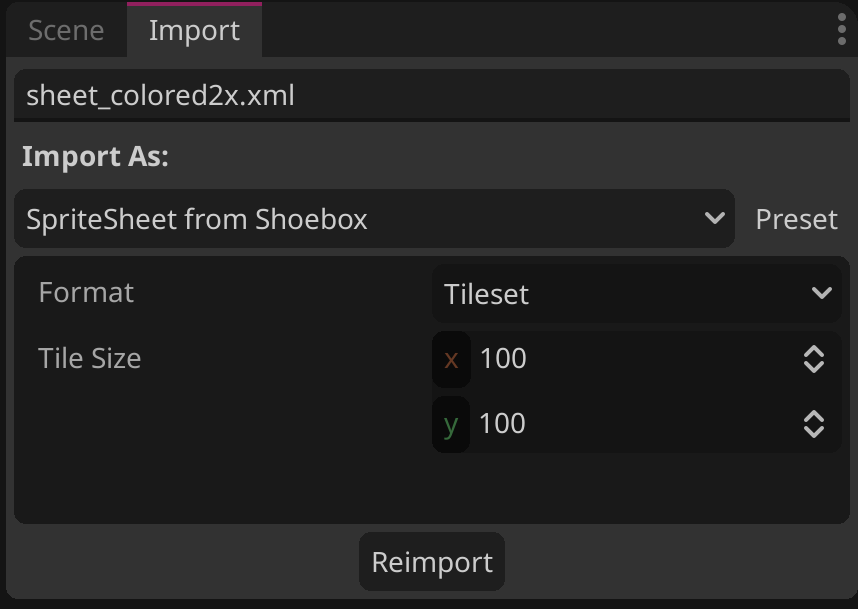 Scene Import
sheet_colored2x.xml
Import As:
SpriteSheet from Shoebox Preset
Format Tileset
Tile Size x 100
y 100
Reimport